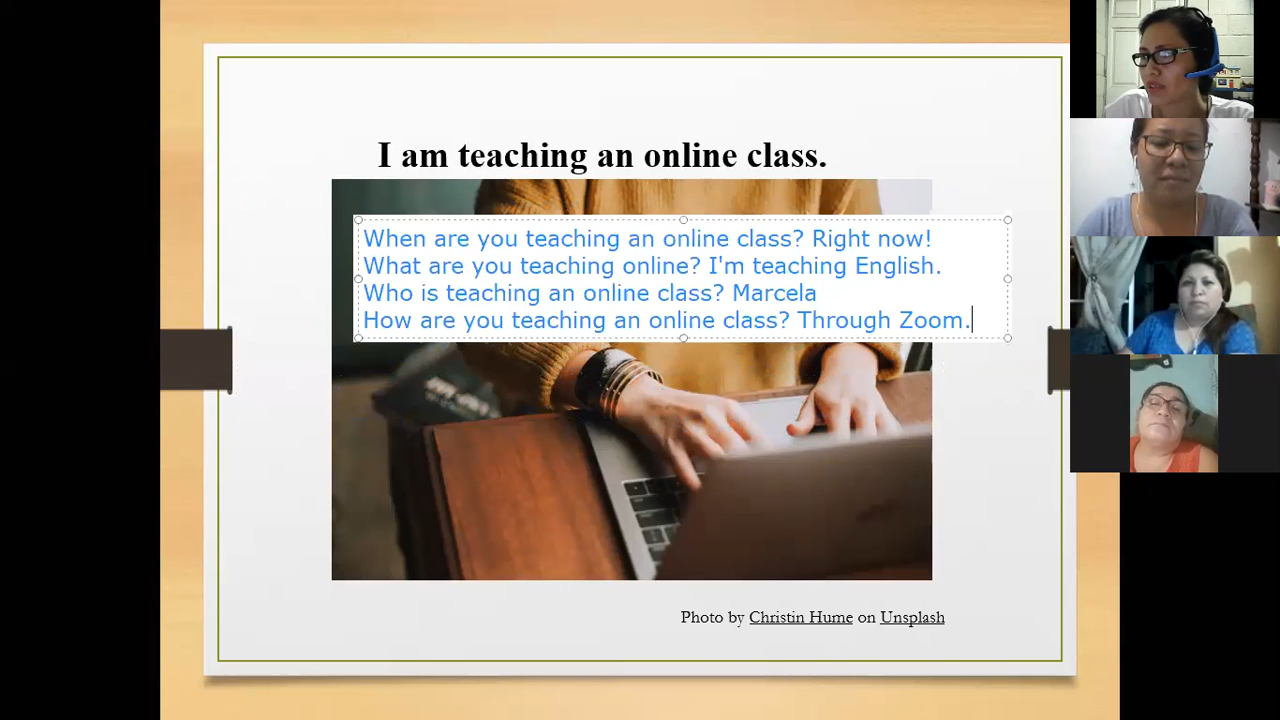 I am teaching an online class.
When are you teaching an online class? Right now!
What are you teaching online? I'm teaching English.
Who is teaching an online class? Marcela
How are you teaching an online class? Through Zoom.
Photo by Christin Hume on Unsplash